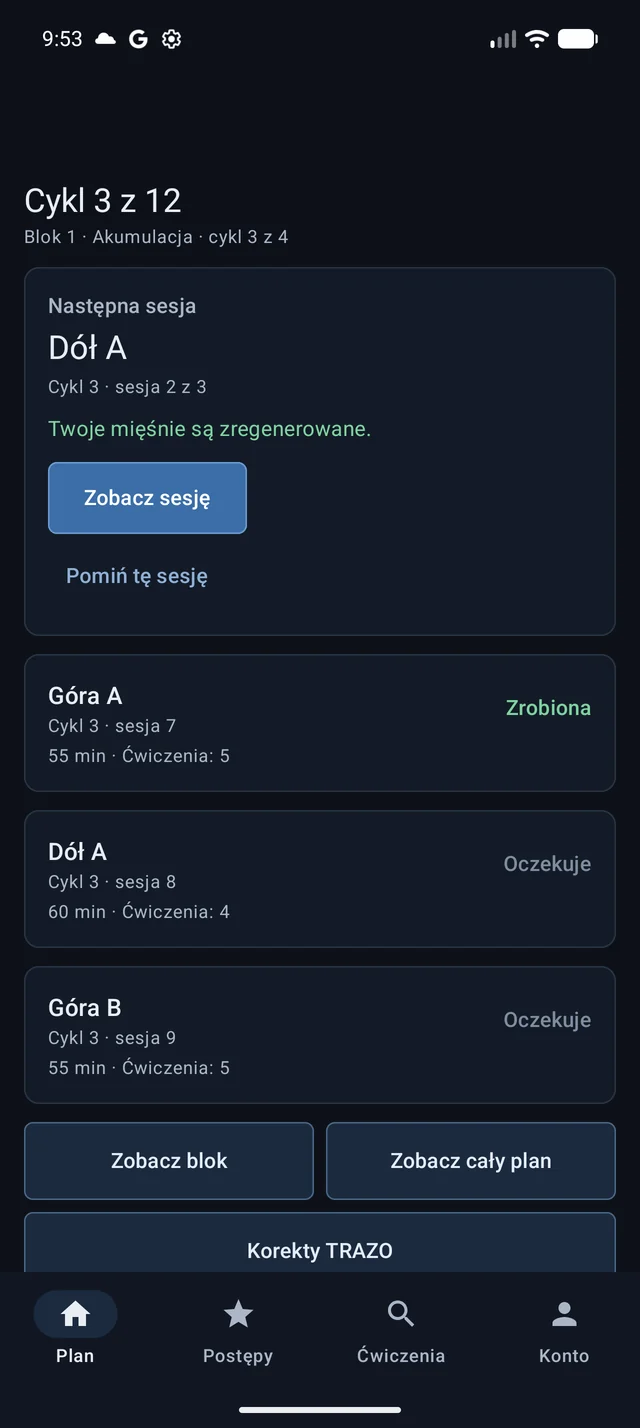 9:53
Cykl 3 z 12
Blok 1 · Akumulacja · cykl 3 z 4
Następna sesja
Dół A
Cykl 3 · sesja 2 z 3
Twoje mięśnie są zregenerowane.
Zobacz sesję
Pomiń tę sesję
Góra A
Zrobiona
Cykl 3 · sesja 7
55 min · Ćwiczenia: 5
Dół A
Oczekuje
Cykl 3 · sesja 8
60 min · Ćwiczenia: 4
Góra B
Oczekuje
Cykl 3 · sesja 9
55 min · Ćwiczenia: 5
Zobacz blok
Zobacz cały plan
Korekty TRAZO
Plan
Postępy
Ćwiczenia
Konto